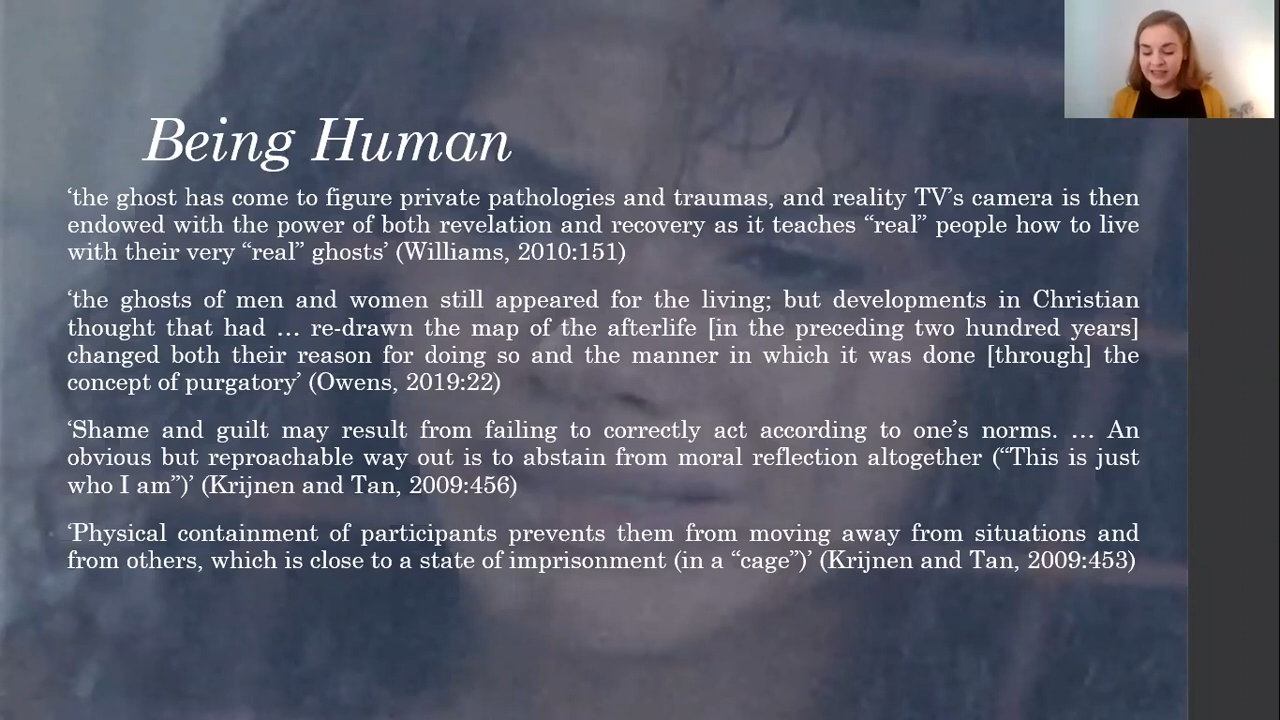 Being Human
‘the ghost has come to figure private pathologies and traumas, and reality TV’s camera is then
endowed with the power of both revelation and recovery as it teaches “real” people how to live
with their very “real” ghosts’ (Williams, 2010:151)
‘the ghosts of men and women still appeared for the living; but developments in Christian
thought that had … re-drawn the map of the afterlife [in the preceding two hundred years]
changed both their reason for doing so and the manner in which it was done [through] the
concept of purgatory’ (Owens, 2019:22)
‘Shame and guilt may result from failing to correctly act according to one’s norms. … An
obvious but reproachable way out is to abstain from moral reflection altogether (“This is just
who I am”)’ (Krijnen and Tan, 2009:456)
‘Physical containment of participants prevents them from moving away from situations and
from others, which is close to a state of imprisonment (in a “cage”)’ (Krijnen and Tan, 2009:453)